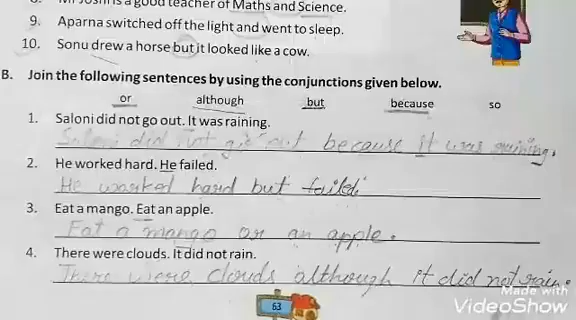 Mr Joshi is a good teacher of Maths and Science.
9. Aparna switched off the light and went to sleep.
10. Sonu drew a horse but it looked like a cow.
B. Join the following sentences by using the conjunctions given below.
or although but because so
1. Saloni did not go out. It was raining.
Saloni did not go out because it was raining.
2. He worked hard. He failed.
He worked hard but failed.
3. Eat a mango. Eat an apple.
Eat a mango or an apple.
4. There were clouds. It did not rain.
There were clouds although it did not rain.
63
Made with
VideoShow